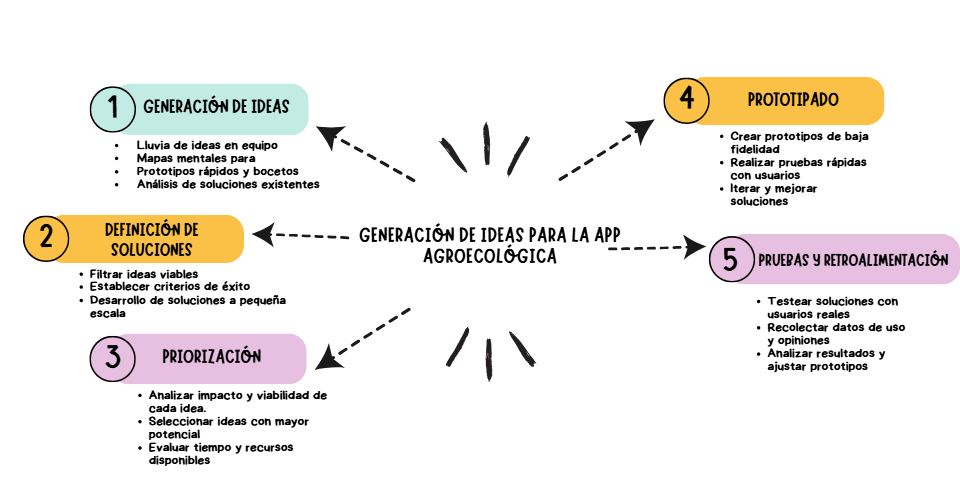 1
GENERACIÓN DE IDEAS
• Lluvia de ideas en equipo
• Mapas mentales para
• Prototipos rápidos y bocetos
• Análisis de soluciones existentes
2
DEFINICIÓN DE
SOLUCIONES
• Filtrar ideas viables
• Establecer criterios de éxito
• Desarrollo de soluciones a pequeña
escala
3
PRIORIZACIÓN
• Analizar impacto y viabilidad de
cada idea.
• Seleccionar ideas con mayor
potencial
• Evaluar tiempo y recursos
disponibles
GENERACIÓN DE IDEAS PARA LA APP
AGROECOLÓGICA
4
PROTOTIPADO
• Crear prototipos de baja
fidelidad
• Realizar pruebas rápidas
con usuarios
• Iterar y mejorar
soluciones
5
PRUEBAS Y RETROALIMENTACIÓN
• Testear soluciones con
usuarios reales
• Recolectar datos de uso
y opiniones
• Analizar resultados y
ajustar prototipos